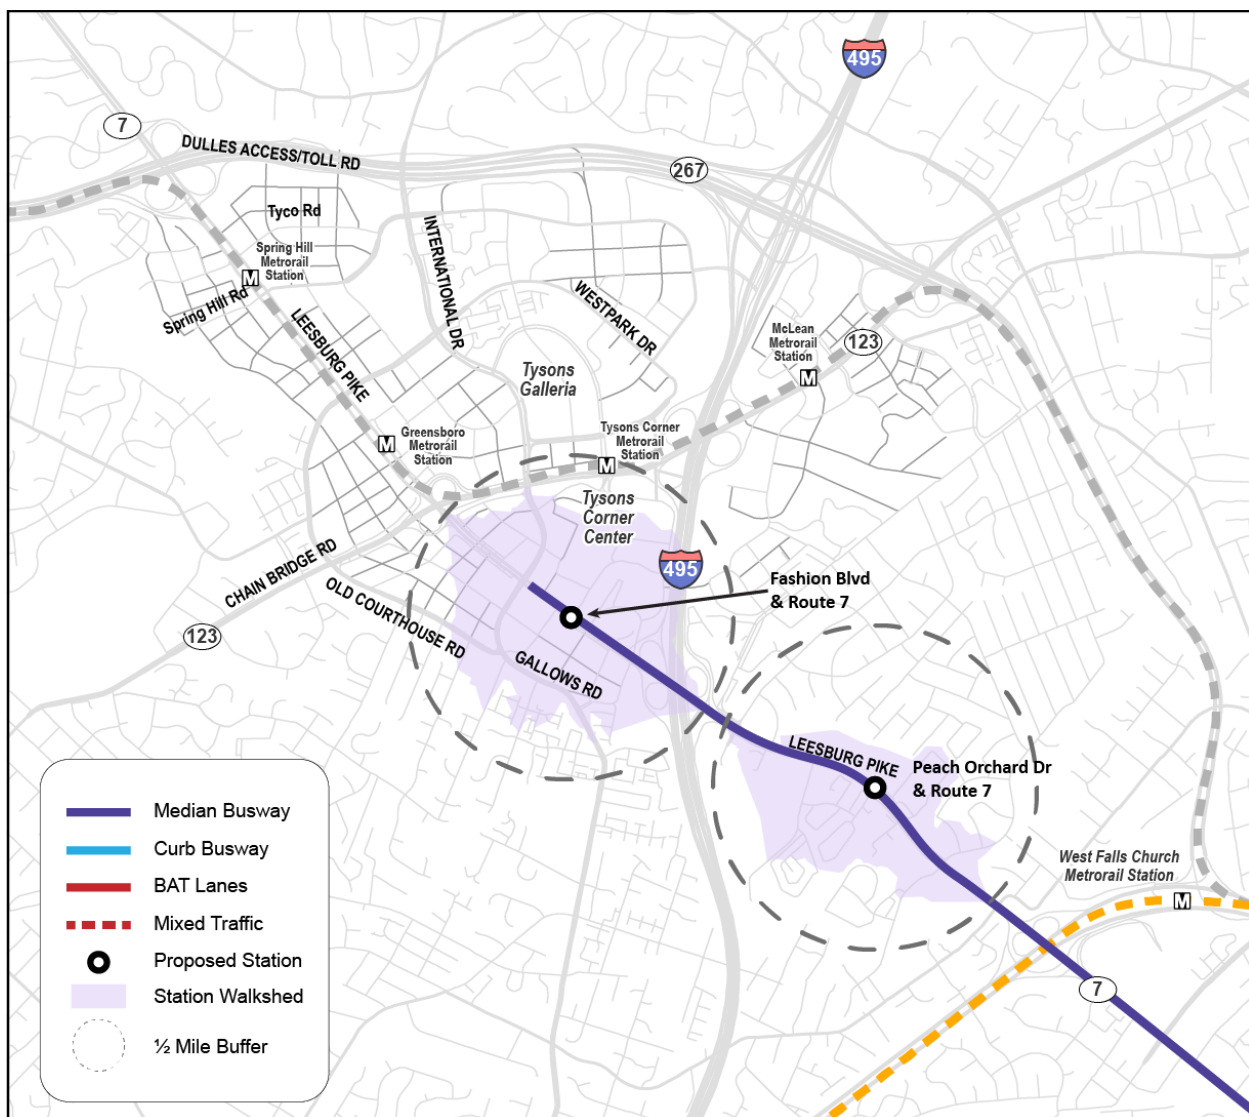 495
7
DULLES ACCESS/TOLL RD
267
Tyco Rd
INTERNATIONAL DR
Spring Hill
Metrorail
Station
M
Spring Hill Rd
LEESBURG PIKE
WESTPARK DR
McLean
Metrorail
Station
M
123
Tysons
Galleria
Greensboro
Metrorail
Station
M
Tysons Corner
Metrorail
Station
M
Tysons
Corner
Center
CHAIN BRIDGE RD
495
Fashion Blvd
& Route 7
OLD COURTHOUSE RD
123
GALLOWS RD
LEESBURG PIKE
Peach Orchard Dr
& Route 7
West Falls Church
Metrorail Station
M
7
Median Busway
Curb Busway
BAT Lanes
Mixed Traffic
Proposed Station
Station Walkshed
½ Mile Buffer